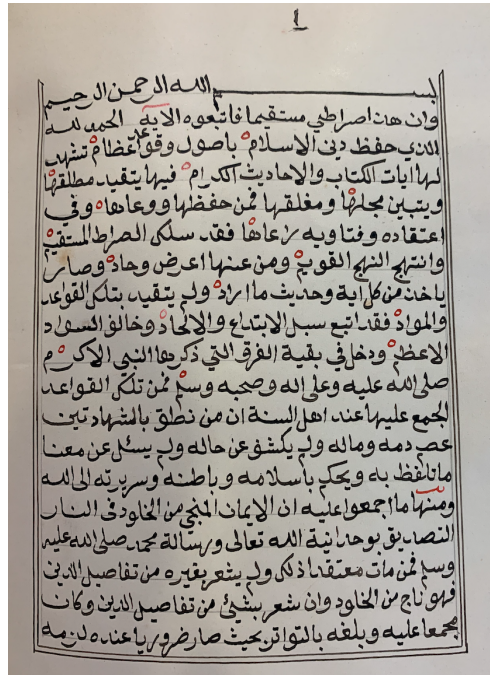 ١
بسم الله الرحمن الرحيم
وان هذا صراطي مستقيما فاتبعوه الاية الحمد لله
الذي حفظ دين الاسلام باصول وقواعد عظام تشهد
لها ايات الكتاب والاحاديث الكرام فيها يتقيد مطلقها
ويتبين مجملها ومغلقها فمن حفظها ووعاها وفي
اعتقاده وفتاويه راعاها فقد سلك الصراط المستقيم
وانتهج النهج القويم ومن عنها اعرض وحاد وصار
ياخذ من كل اية وحديث ما اراد ولم يتقيد بتلك القواعد
والمواد فقد اتبع سبل الابتداع والالحاد وخالف السواد
الاعظم ودخل في بقية الفرق التي ذكرها النبي الاكرم
صلى الله عليه وعلى اله وصحبه وسلم فمن تلك القواعد
المجمع عليها عند اهل السنة ان من نطق بالشهادتين
عصم دمه وماله ولم يكشف عن حاله ولم يسئل عن معنا
ما تلفظ به ويحكم باسلامه وباطنه وسريرته الى الله
ومنها ما اجمعوا عليه ان الايمان المنجي من الخلود في النار
التصديق بوحدانية الله تعالى ورسالة محمد صلى الله عليه
وسلم فمن مات معتقدا ذلك ولم يشعر بغيره من تفاصيل الدين
فهو ناج من الخلود وان شعر بشيئ من تفاصيل الدين وكان
مجمعا عليه وبلغه بالتواتر بحيث صار ضروريا عنده لزمه